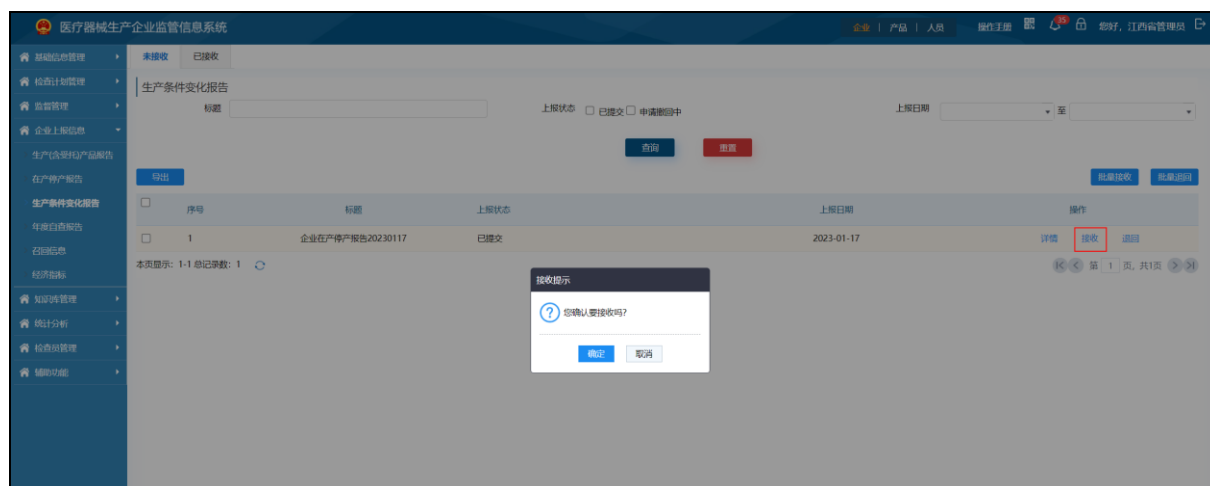 医疗器械生产企业监管信息系统
企业 | 产品 | 人员
操作手册
35
您好，江西省管理员
基础信息管理
检查计划管理
监督管理
企业上报信息
生产(含受托)产品报告
在产停产报告
生产条件变化报告
年度自查报告
召回信息
经济指标
知识库管理
统计分析
检查员管理
辅助功能
未接收 已接收
生产条件变化报告
标题 上报状态 已提交 申请撤回中 上报日期 至
查询 重置
导出 批量接收 批量退回
序号 标题 上报状态 上报日期 操作
1 企业在产停产报告20230117 已提交 2023-01-17 详情 接收 退回
本页显示: 1-1 总记录数: 1 第 1 页, 共1页
接收提示
您确认要接收吗?
确定 取消